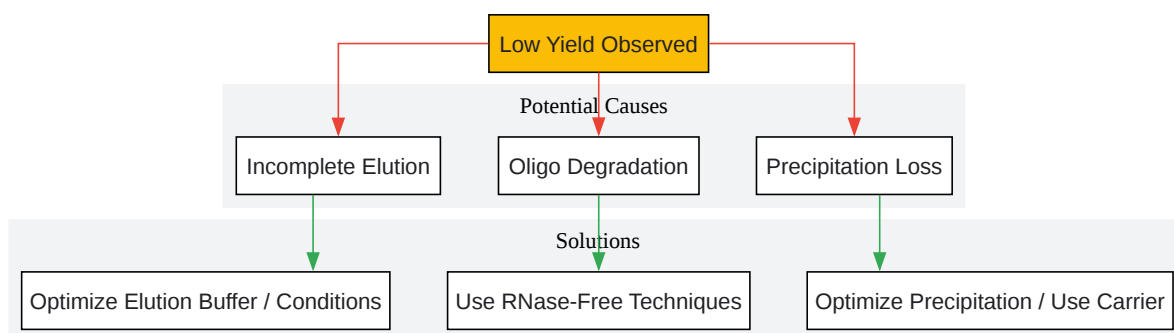 Low Yield Observed
Potential Causes
Incomplete Elution
Oligo Degradation
Precipitation Loss
Solutions
Optimize Elution Buffer / Conditions
Use RNase-Free Techniques
Optimize Precipitation / Use Carrier